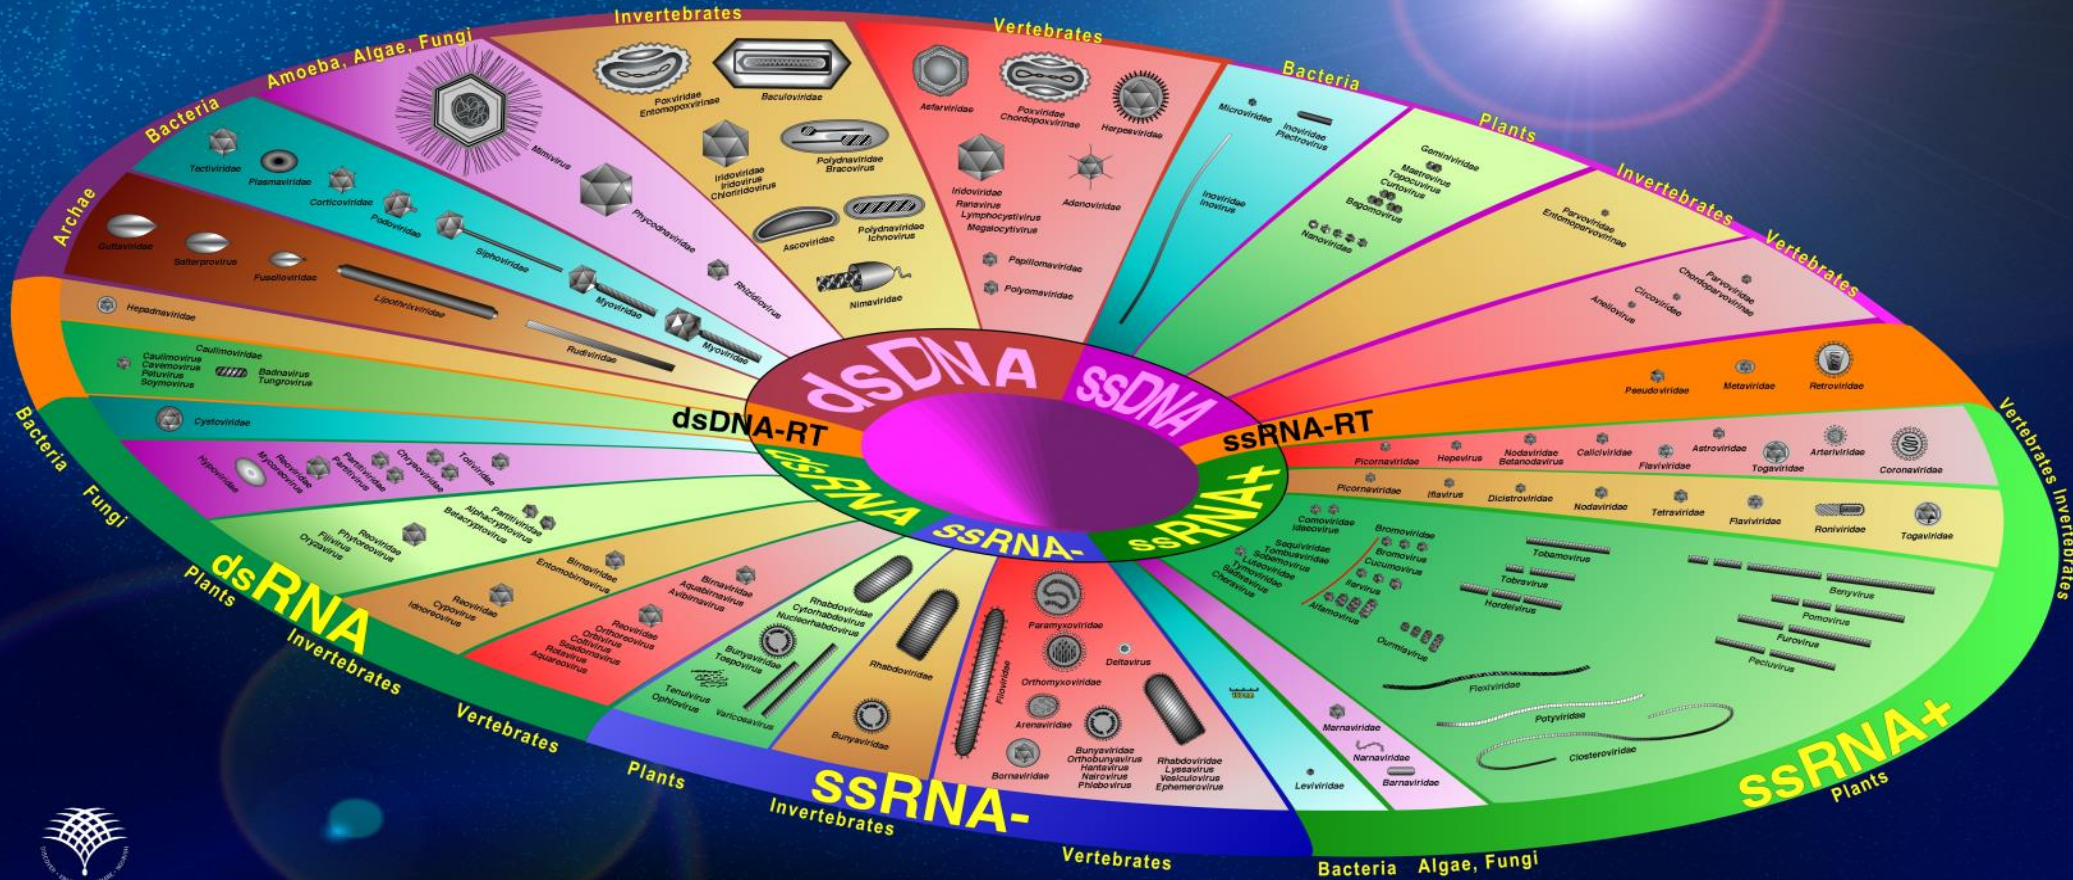 Archae
Bacteria
Amoeba, Algae, Fungi
Invertebrates
Vertebrates
Bacteria
Plants
Invertebrates
Vertebrates
dsDNA
ssDNA
dsDNA-RT
ssRNA-RT
dsRNA
ssRNA-
ssRNA+
Guttaviridae
Salterprovirus
Fuselloviridae
Lipothrixviridae
Rudiviridae
Tectiviridae
Plasmaviridae
Corticoviridae
Podoviridae
Siphoviridae
Myoviridae
Myoviridae
Mimivirus
Phycodnaviridae
Rhizidiovirus
Poxviridae
Entomopoxvirinae
Baculoviridae
Iridoviridae
Iridovirus
Chloriridovirus
Polydnaviridae
Bracovirus
Ascoviridae
Polydnaviridae
Ichnovirus
Nimaviridae
Asfarviridae
Poxviridae
Chordopoxvirinae
Herpesviridae
Iridoviridae
Ranavirus
Lymphocystivirus
Megalocytivirus
Adenoviridae
Papillomaviridae
Polyomaviridae
Microviridae
Inoviridae
Plectrovirus
Inoviridae
Inovirus
Geminiviridae
Mastrevirus
Topocuvirus
Curtovirus
Begomovirus
Nanoviridae
Parvoviridae
Entomoparvovirinae
Parvoviridae
Chordoparvovirinae
Circoviridae
Anellovirus
Pseudoviridae
Metaviridae
Retroviridae
Hepadnaviridae
Caulimoviridae
Caulimovirus
Cavemovirus
Petuvirus
Soymovirus
Badnavirus
Tungrovirus
Cystoviridae
Hypoviridae
Reoviridae
Mycoreovirus
Partitiviridae
Partitivirus
Chrysoviridae
Totiviridae
Reoviridae
Phytoreovirus
Fijivirus
Oryzavirus
Partitiviridae
Alphacryptovirus
Betacryptovirus
Birnaviridae
Entomobirnavirus
Reoviridae
Cypovirus
Idnoreovirus
Birnaviridae
Aquabirnavirus
Avibirnavirus
Reoviridae
Orthoreovirus
Orbivirus
Coltivirus
Seadornavirus
Rotavirus
Aquareovirus
Rhabdoviridae
Cytorhabdovirus
Nucleorhabdovirus
Bunyaviridae
Tospovirus
Tenuivirus
Ophiovirus
Varicosavirus
Rhabdoviridae
Bunyaviridae
Filoviridae
Paramyxoviridae
Orthomyxoviridae
Deltavirus
Arenaviridae
Bornaviridae
Bunyaviridae
Orthobunyavirus
Hantavirus
Nairovirus
Phlebovirus
Rhabdoviridae
Lyssavirus
Vesiculovirus
Ephemerovirus
Leviviridae
Marnaviridae
Narnaviridae
Barnaviridae
Picornaviridae
Hepevirus
Nodaviridae
Betanodavirus
Caliciviridae
Flaviviridae
Astroviridae
Togaviridae
Arteriviridae
Coronaviridae
Picornaviridae
Iflavirus
Dicistroviridae
Nodaviridae
Tetraviridae
Flaviviridae
Roniviridae
Togaviridae
Comoviridae
Idaeovirus
Sequiviridae
Tombusviridae
Sobemovirus
Luteoviridae
Tymoviridae
Sadwavirus
Cheravirus
Bromoviridae
Bromovirus
Cucumovirus
Ilarvirus
Alfamovirus
Ourmiavirus
Tobamovirus
Tobravirus
Hordeivirus
Benyvirus
Pomovirus
Furovirus
Pecluvirus
Flexiviridae
Potyviridae
Closteroviridae
Bacteria
Fungi
dsRNA
Plants
Invertebrates
Vertebrates
Plants
ssRNA-
Invertebrates
Vertebrates
Bacteria
Algae, Fungi
ssRNA+
Plants
Vertebrates
Invertebrates